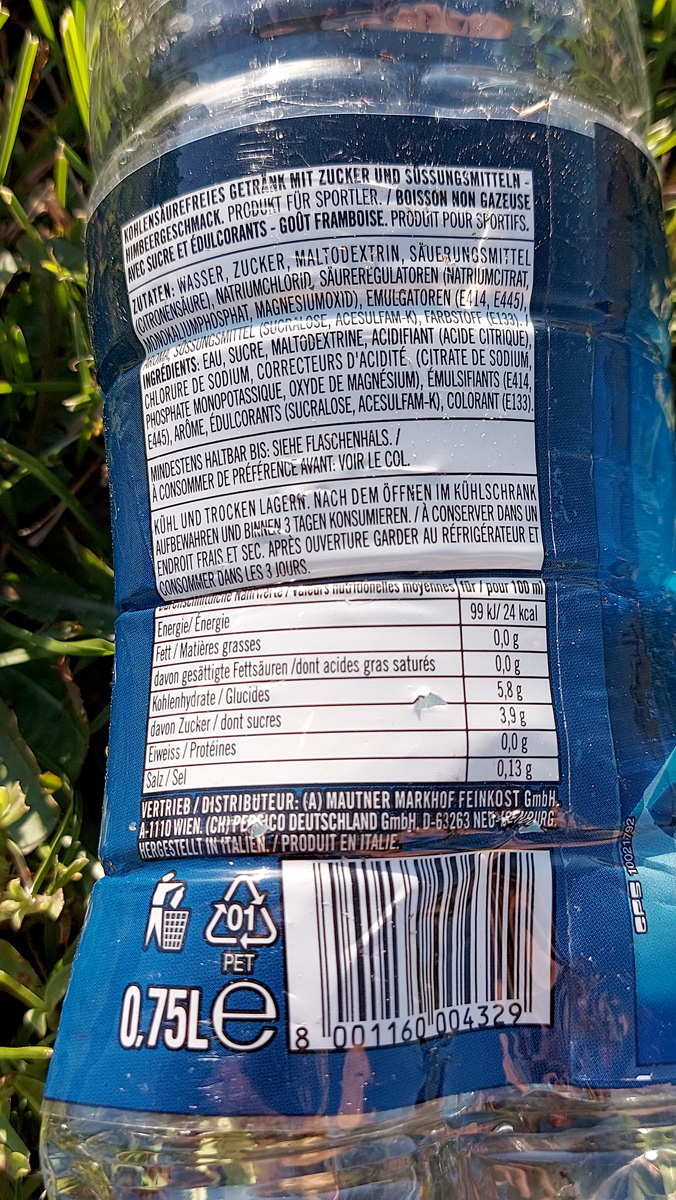 KOHLENSÄUREFREIES GETRÄNK MIT ZUCKER UND SÜSSUNGSMITTELN -
HIMBEERGESCHMACK. PRODUKT FÜR SPORTLER. / BOISSON NON GAZEUSE
AVEC SUCRE ET ÉDULCORANTS - GOÛT FRAMBOISE. PRODUIT POUR SPORTIFS.
ZUTATEN: WASSER, ZUCKER, MALTODEXTRIN, SÄUERUNGSMITTEL
(CITRONENSÄURE), NATRIUMCHLORID, SÄUREREGULATOREN (NATRIUMCITRAT,
MONOKALIUMPHOSPHAT, MAGNESIUMOXID), EMULGATOREN (E414, E445),
AROMA, SÜSSUNGSMITTEL (SUCRALOSE, ACESULFAM-K), FARBSTOFF (E133). /
INGRÉDIENTS: EAU, SUCRE, MALTODEXTRINE, ACIDIFIANT (ACIDE CITRIQUE),
CHLORURE DE SODIUM, CORRECTEURS D'ACIDITÉ (CITRATE DE SODIUM,
PHOSPHATE MONOPOTASSIQUE, OXYDE DE MAGNÉSIUM), ÉMULSIFIANTS (E414,
E445), ARÔME, ÉDULCORANTS (SUCRALOSE, ACESULFAM-K), COLORANT (E133).
MINDESTENS HALTBAR BIS: SIEHE FLASCHENHALS. /
À CONSOMMER DE PRÉFÉRENCE AVANT: VOIR LE COL.
KÜHL UND TROCKEN LAGERN. NACH DEM ÖFFNEN IM KÜHLSCHRANK
AUFBEWAHREN UND BINNEN 3 TAGEN KONSUMIEREN. / À CONSERVER DANS UN
ENDROIT FRAIS ET SEC. APRÈS OUVERTURE GARDER AU RÉFRIGÉRATEUR ET
CONSOMMER DANS LES 3 JOURS.
Durchschnittliche Nährwerte / Valeurs nutritionelles moyennes für / pour 100 ml
Energie/ Énergie 99 kJ/ 24 kcal
Fett / Matières grasses 0,0 g
davon gesättigte Fettsäuren /dont acides gras saturés 0,0 g
Kohlenhydrate / Glucides 5,8 g
davon Zucker / dont sucres 3,9 g
Eiweiss / Protéines 0,0 g
Salz / Sel 0,13 g
VERTRIEB / DISTRIBUTEUR: (A) MAUTNER MARKHOF FEINKOST GmbH,
A-1110 WIEN. (CH) PEPSICO DEUTSCHLAND GmbH, D-63263 NEU-ISENBURG.
HERGESTELLT IN ITALIEN. / PRODUIT EN ITALIE.
01
PET
0.75L e
8 001160 004329
10021792